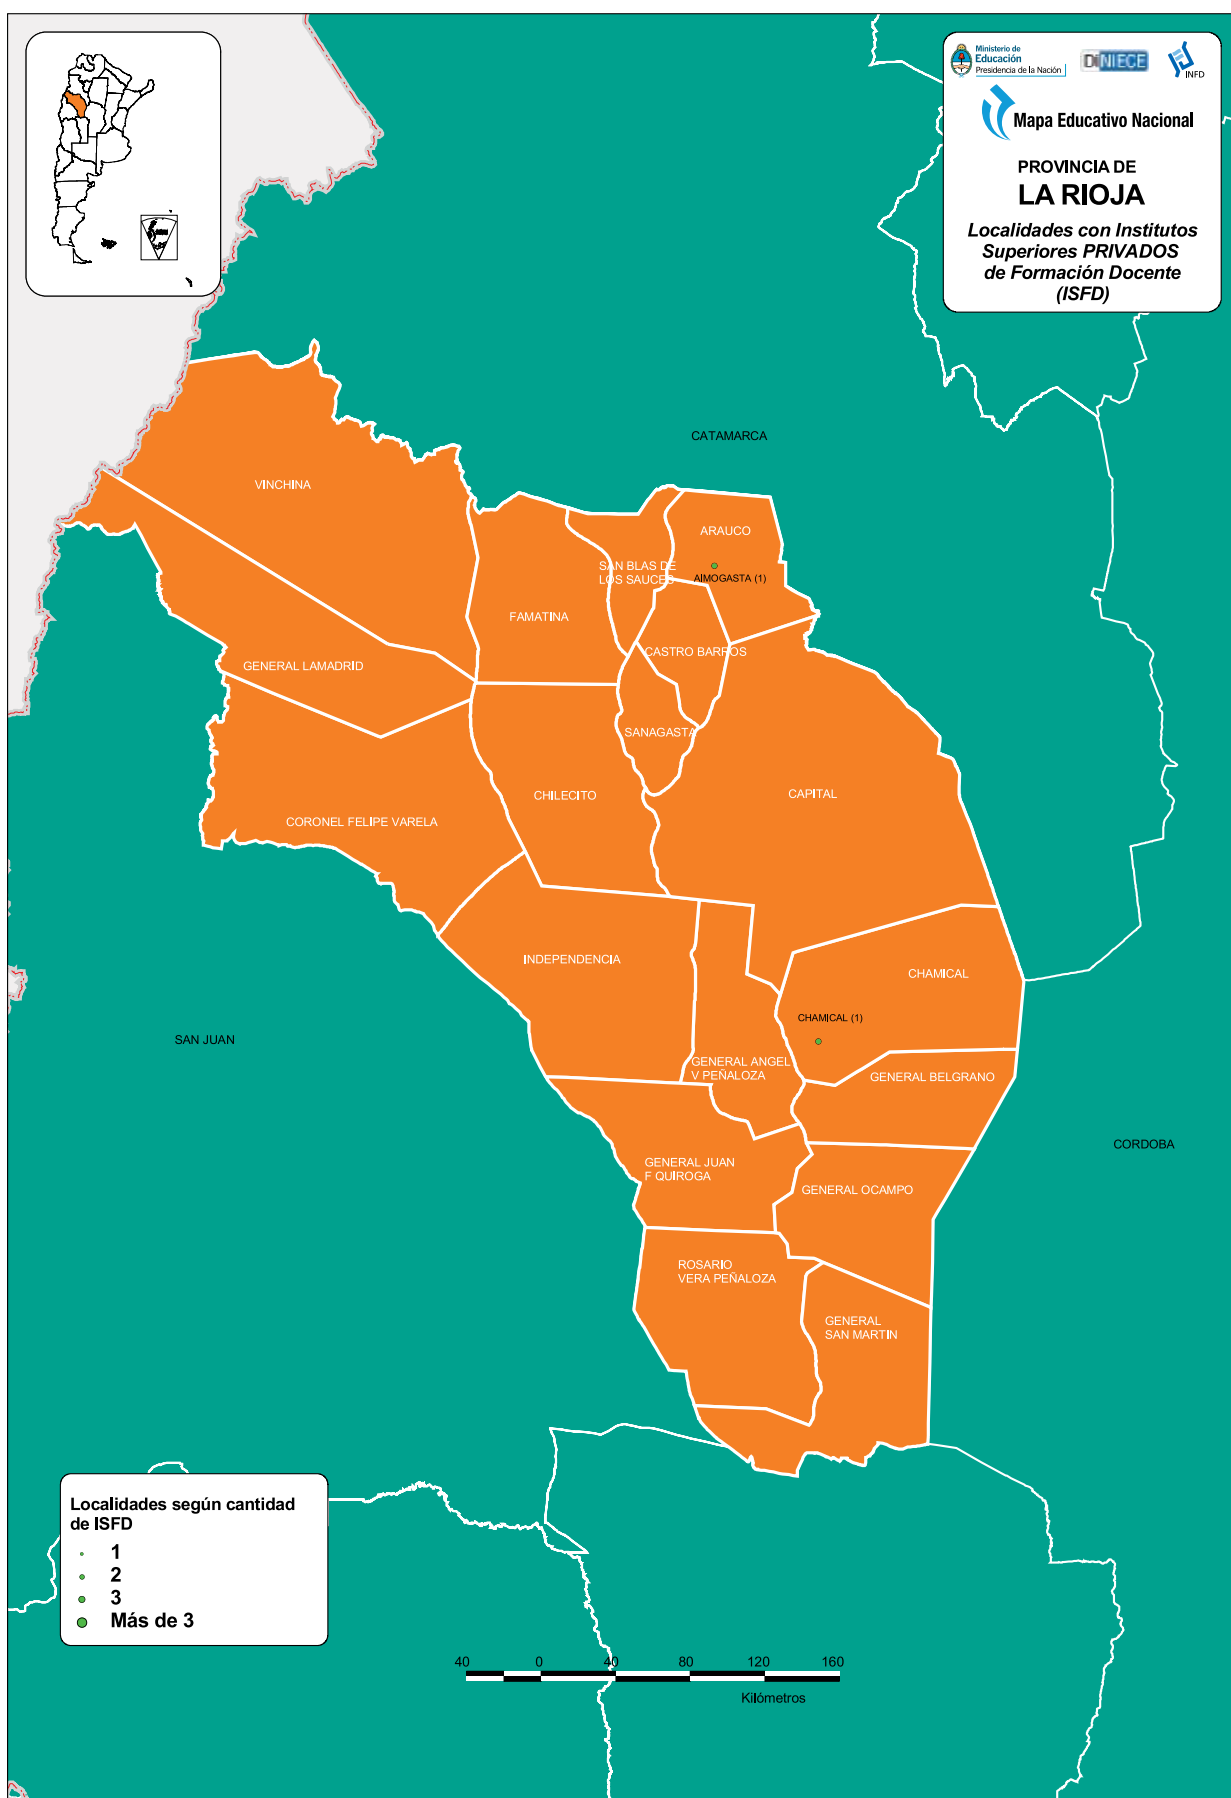 Ministerio de
Educación
Presidencia de la Nación
DiNIECE
INFD
Mapa Educativo Nacional
PROVINCIA DE
LA RIOJA
Localidades con Institutos
Superiores PRIVADOS
de Formación Docente
(ISFD)
CATAMARCA
VINCHINA
ARAUCO
SAN BLAS DE
LOS SAUCES
AIMOGASTA (1)
FAMATINA
CASTRO BARROS
GENERAL LAMADRID
SANAGASTA
CHILECITO
CAPITAL
CORONEL FELIPE VARELA
INDEPENDENCIA
CHAMICAL
CHAMICAL (1)
SAN JUAN
GENERAL ANGEL
V PEÑALOZA
GENERAL BELGRANO
CORDOBA
GENERAL JUAN
F QUIROGA
GENERAL OCAMPO
ROSARIO
VERA PEÑALOZA
GENERAL
SAN MARTIN
Localidades según cantidad
de ISFD
1
2
3
Más de 3
40 0 40 80 120 160
Kilómetros